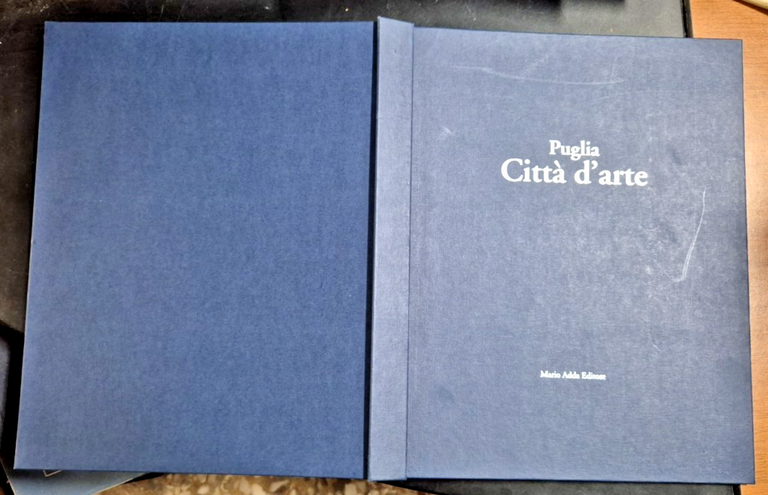 Puglia
Città d'arte
Mario Adda Editore